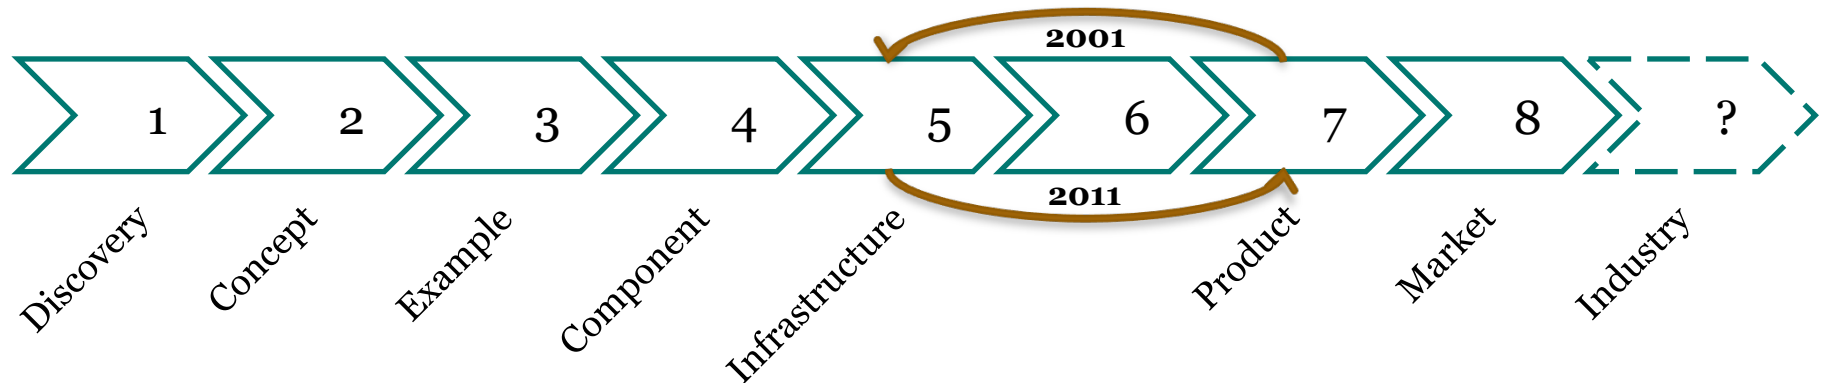 2001
1
2
3
4
5
6
7
8
?
2011
Discovery
Concept
Example
Component
Infrastructure
Product
Market
Industry